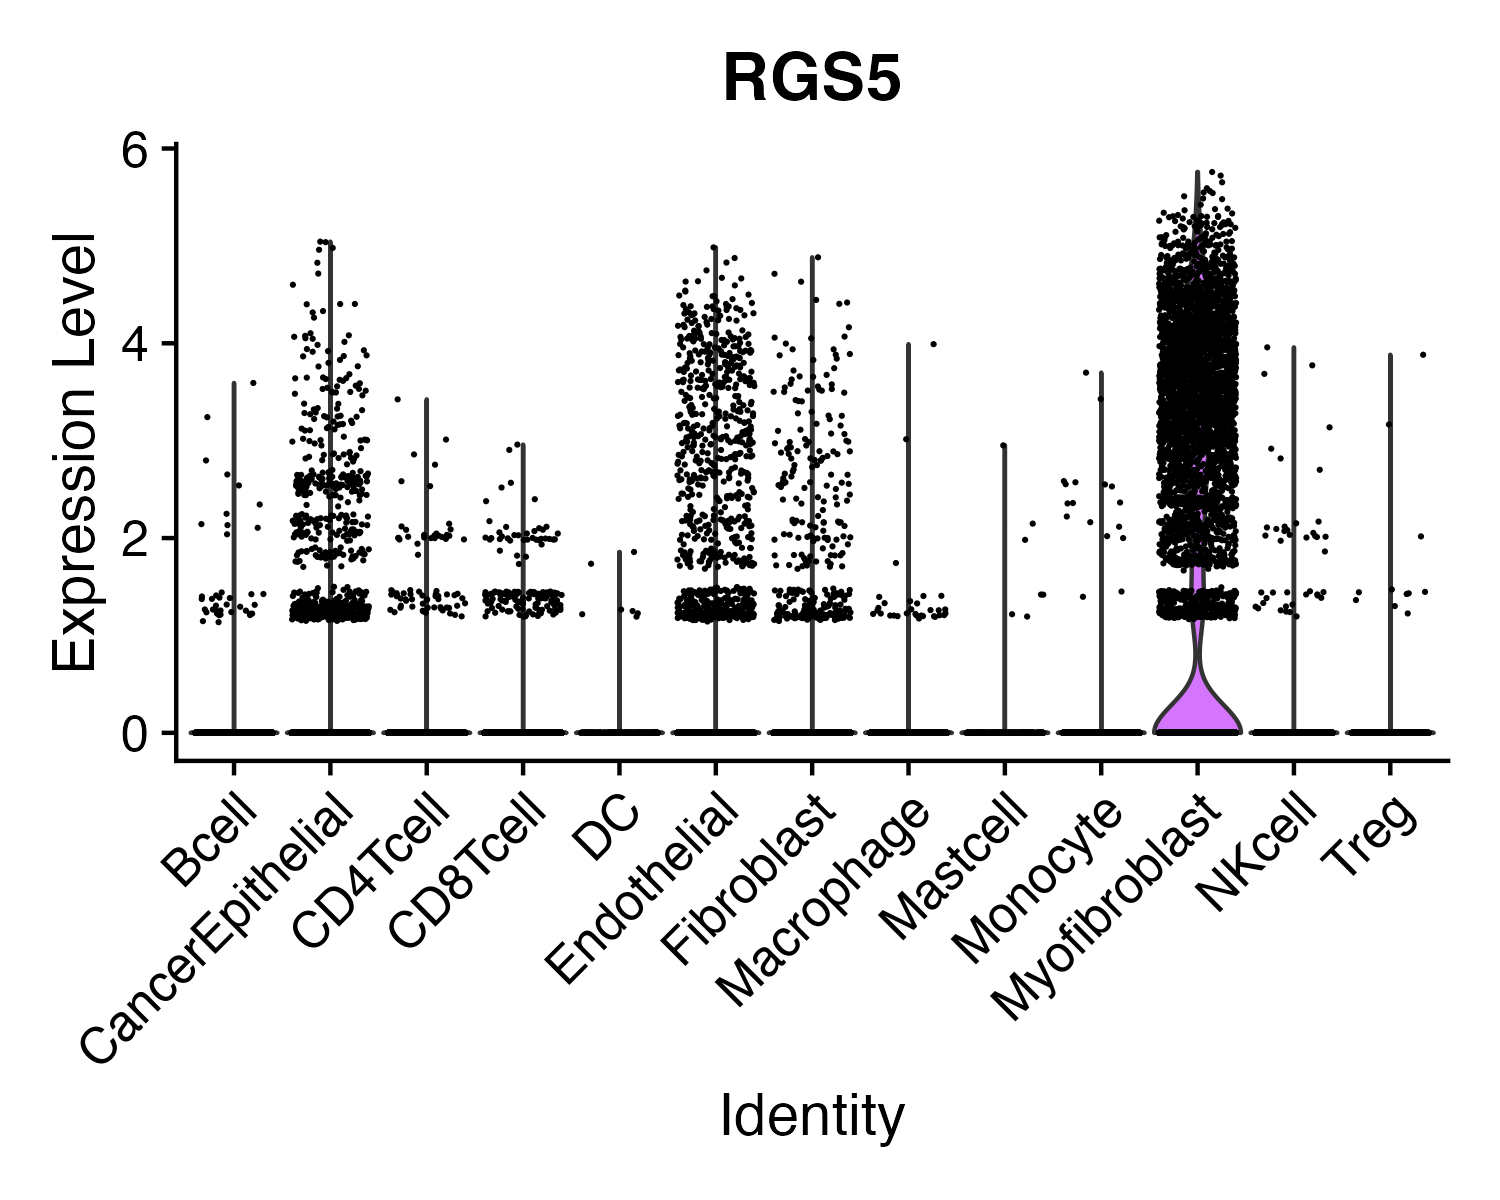 RGS5
Expression Level
6
4
2
0
Bcell
CancerEpithelial
CD4Tcell
CD8Tcell
DC
Endothelial
Fibroblast
Macrophage
Mastcell
Monocyte
Myofibroblast
NKcell
Treg
Identity